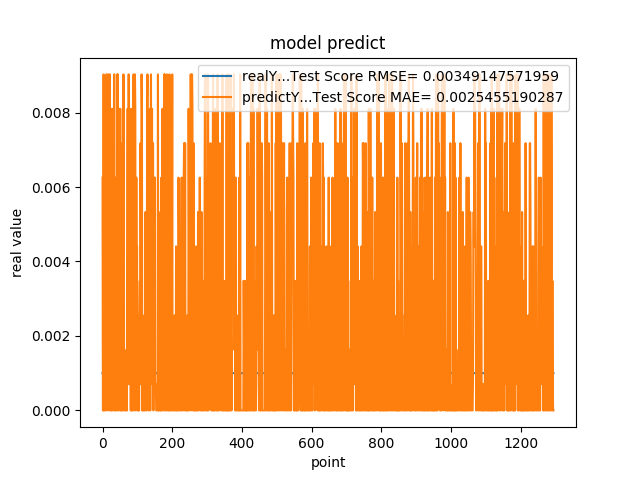 model predict
realY...Test Score RMSE= 0.00349147571959
predictY...Test Score MAE= 0.0025455190287
0.008
0.006
0.004
0.002
0.000
real value
0 200 400 600 800 1000 1200
point